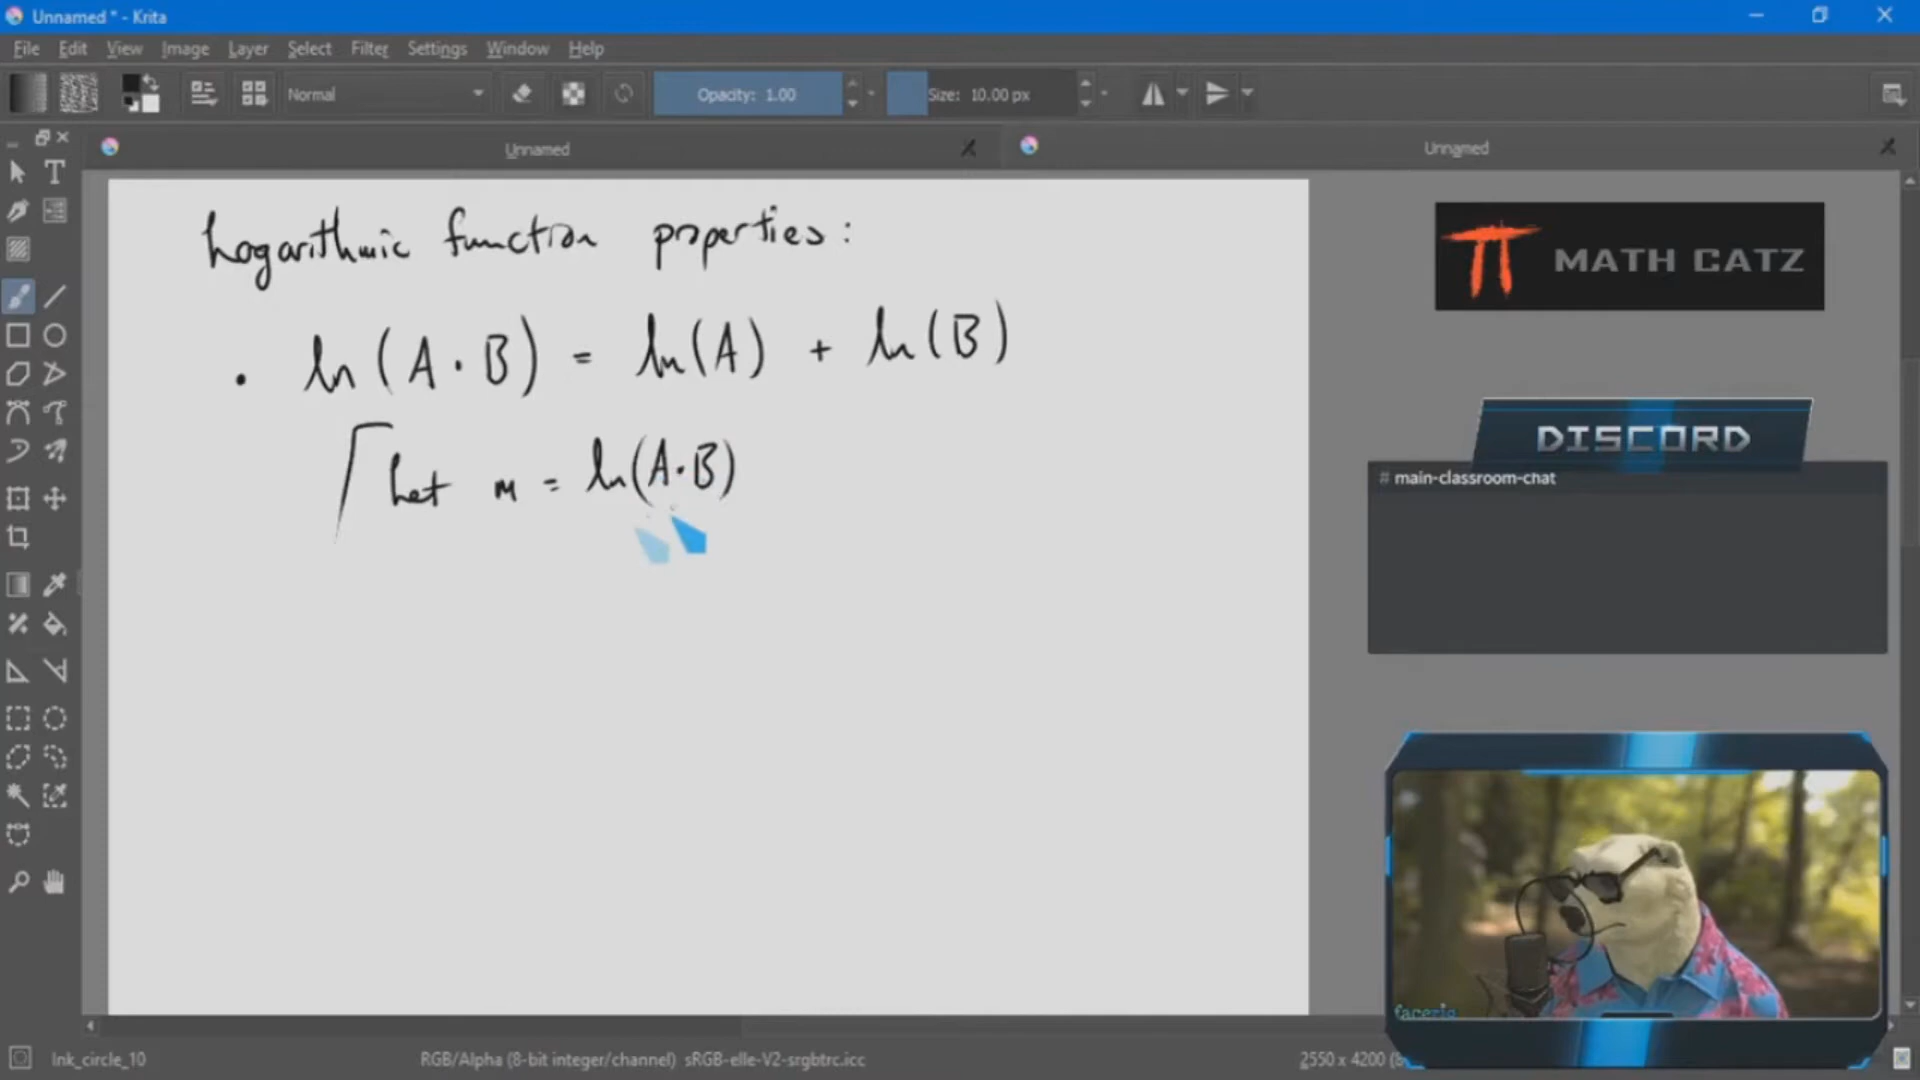 Unnamed * - Krita
File Edit View Image Layer Select Filter Settings Window Help
Normal
Opacity: 1.00
Size: 10.00 px
Unnamed
Unnamed
Logarithmic function properties:
• ln(A·B) = ln(A) + ln(B)
Let m = ln(A·B)
MATH CATZ
DISCORD
# main-classroom-chat
facerig
Ink_circle_10
RGB/Alpha (8-bit integer/channel) sRGB-elle-V2-srgbtrc.icc
2550 x 4200 (8